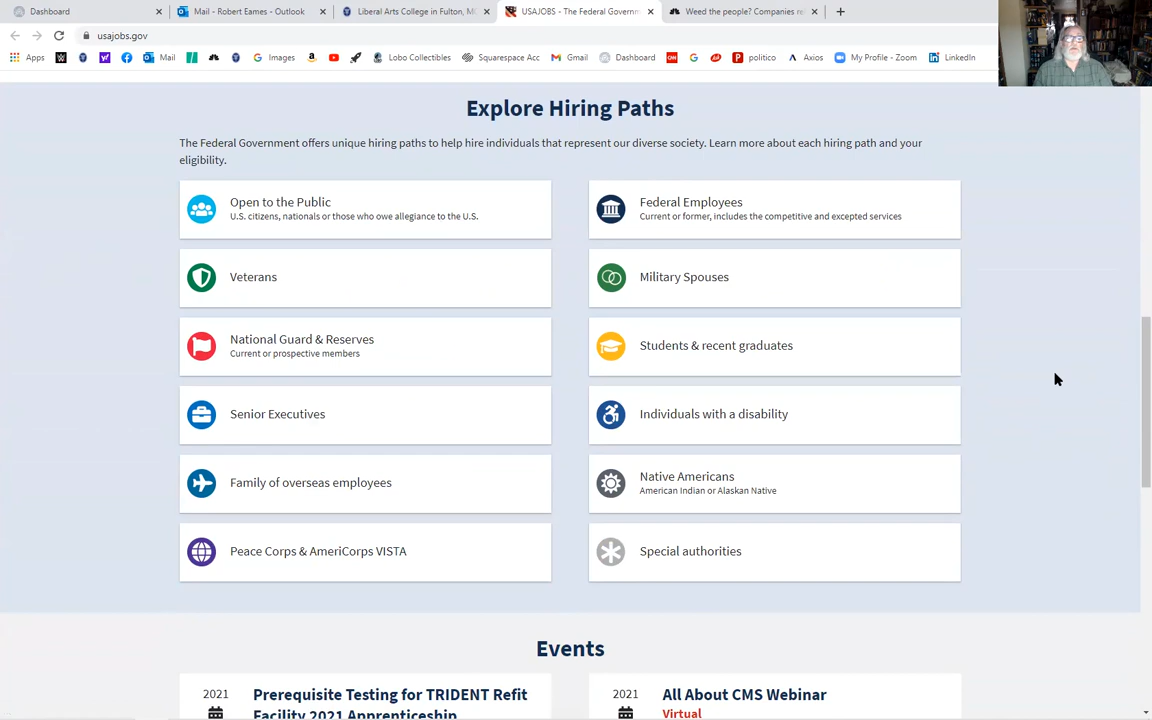 Dashboard
Mail - Robert Eames - Outlook
Liberal Arts College in Fulton, MO
USAJOBS - The Federal Governm
Weed the people? Companies re
usajobs.gov
Apps
Mail
Images
Lobo Collectibles
Squarespace Acc
Gmail
Dashboard
politico
Axios
My Profile - Zoom
LinkedIn
Explore Hiring Paths
The Federal Government offers unique hiring paths to help hire individuals that represent our diverse society. Learn more about each hiring path and your
eligibility.
Open to the Public
U.S. citizens, nationals or those who owe allegiance to the U.S.
Federal Employees
Current or former, includes the competitive and excepted services
Veterans
Military Spouses
National Guard & Reserves
Current or prospective members
Students & recent graduates
Senior Executives
Individuals with a disability
Family of overseas employees
Native Americans
American Indian or Alaskan Native
Peace Corps & AmeriCorps VISTA
Special authorities
Events
2021
Prerequisite Testing for TRIDENT Refit
Facility 2021 Apprenticeship
2021
All About CMS Webinar
Virtual